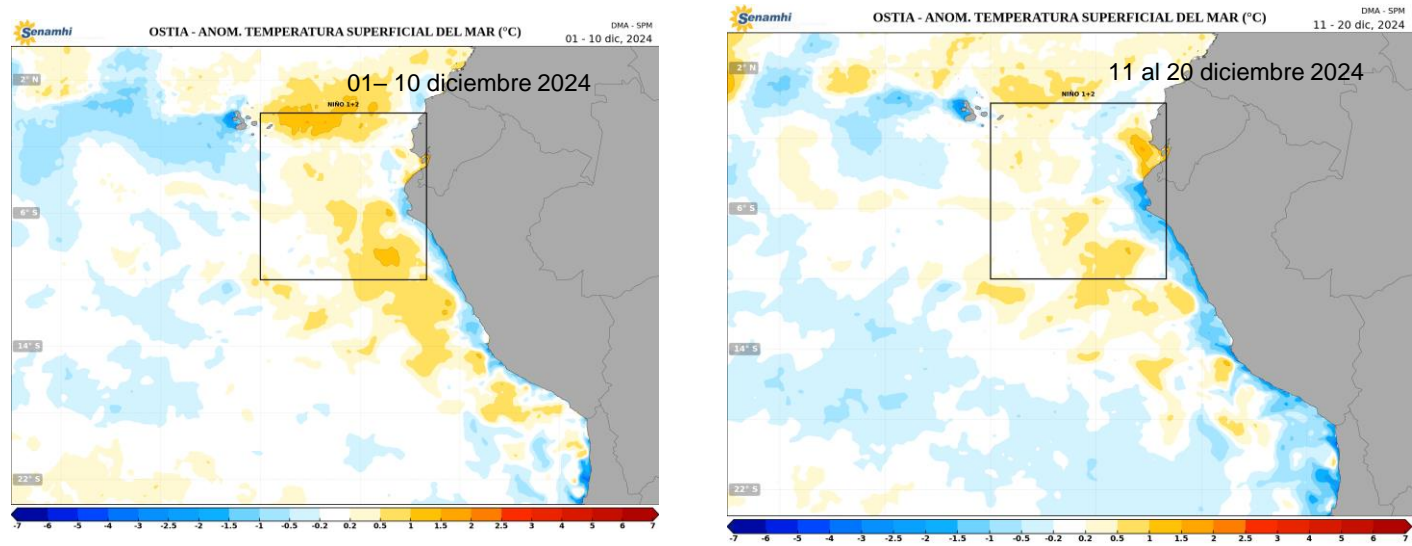 Senamhi
OSTIA - ANOM. TEMPERATURA SUPERFICIAL DEL MAR (°C)
DMA - SPM
01 - 10 dic, 2024
01– 10 diciembre 2024
2° N
NIÑO 1+2
6° S
14° S
22° S
-7 -6 -5 -4 -3 -2.5 -2 -1.5 -1 -0.5 -0.2 0.2 0.5 1 1.5 2 2.5 3 4 5 6 7
Senamhi
OSTIA - ANOM. TEMPERATURA SUPERFICIAL DEL MAR (°C)
DMA - SPM
11 - 20 dic, 2024
11 al 20 diciembre 2024
2° N
NIÑO 1+2
6° S
14° S
22° S
-7 -6 -5 -4 -3 -2.5 -2 -1.5 -1 -0.5 -0.2 0.2 0.5 1 1.5 2 2.5 3 4 5 6 7